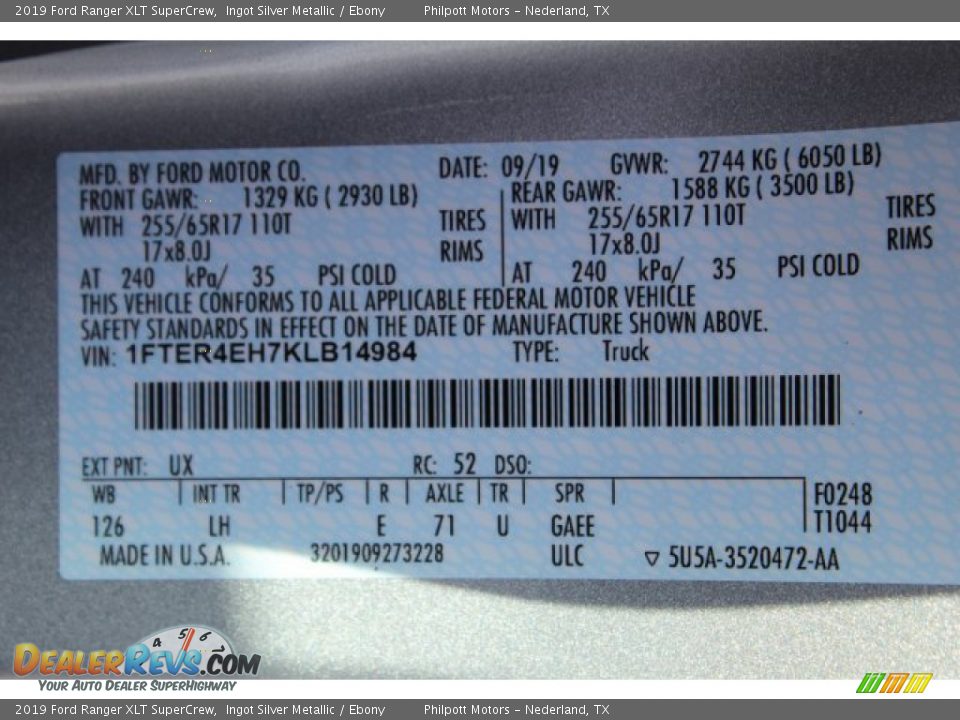 2019 Ford Ranger XLT SuperCrew, Ingot Silver Metallic / Ebony Philpott Motors - Nederland, TX
MFD. BY FORD MOTOR CO. DATE: 09/19 GVWR: 2744 KG ( 6050 LB)
FRONT GAWR: 1329 KG ( 2930 LB) REAR GAWR: 1588 KG ( 3500 LB)
WITH 255/65R17 110T TIRES WITH 255/65R17 110T TIRES
17x8.0J RIMS 17x8.0J RIMS
AT 240 kPa/ 35 PSI COLD AT 240 kPa/ 35 PSI COLD
THIS VEHICLE CONFORMS TO ALL APPLICABLE FEDERAL MOTOR VEHICLE
SAFETY STANDARDS IN EFFECT ON THE DATE OF MANUFACTURE SHOWN ABOVE.
VIN: 1FTER4EH7KLB14984 TYPE: Truck
EXT PNT: UX RC: 52 DSO:
WB INT TR TP/PS R AXLE TR SPR F0248
126 LH E 71 U GAEE T1044
MADE IN U.S.A. 3201909273228 ULC ▽ 5U5A-3520472-AA
4 5 6
DEALERREVS.COM
YOUR AUTO DEALER SUPERHIGHWAY
2019 Ford Ranger XLT SuperCrew, Ingot Silver Metallic / Ebony Philpott Motors - Nederland, TX